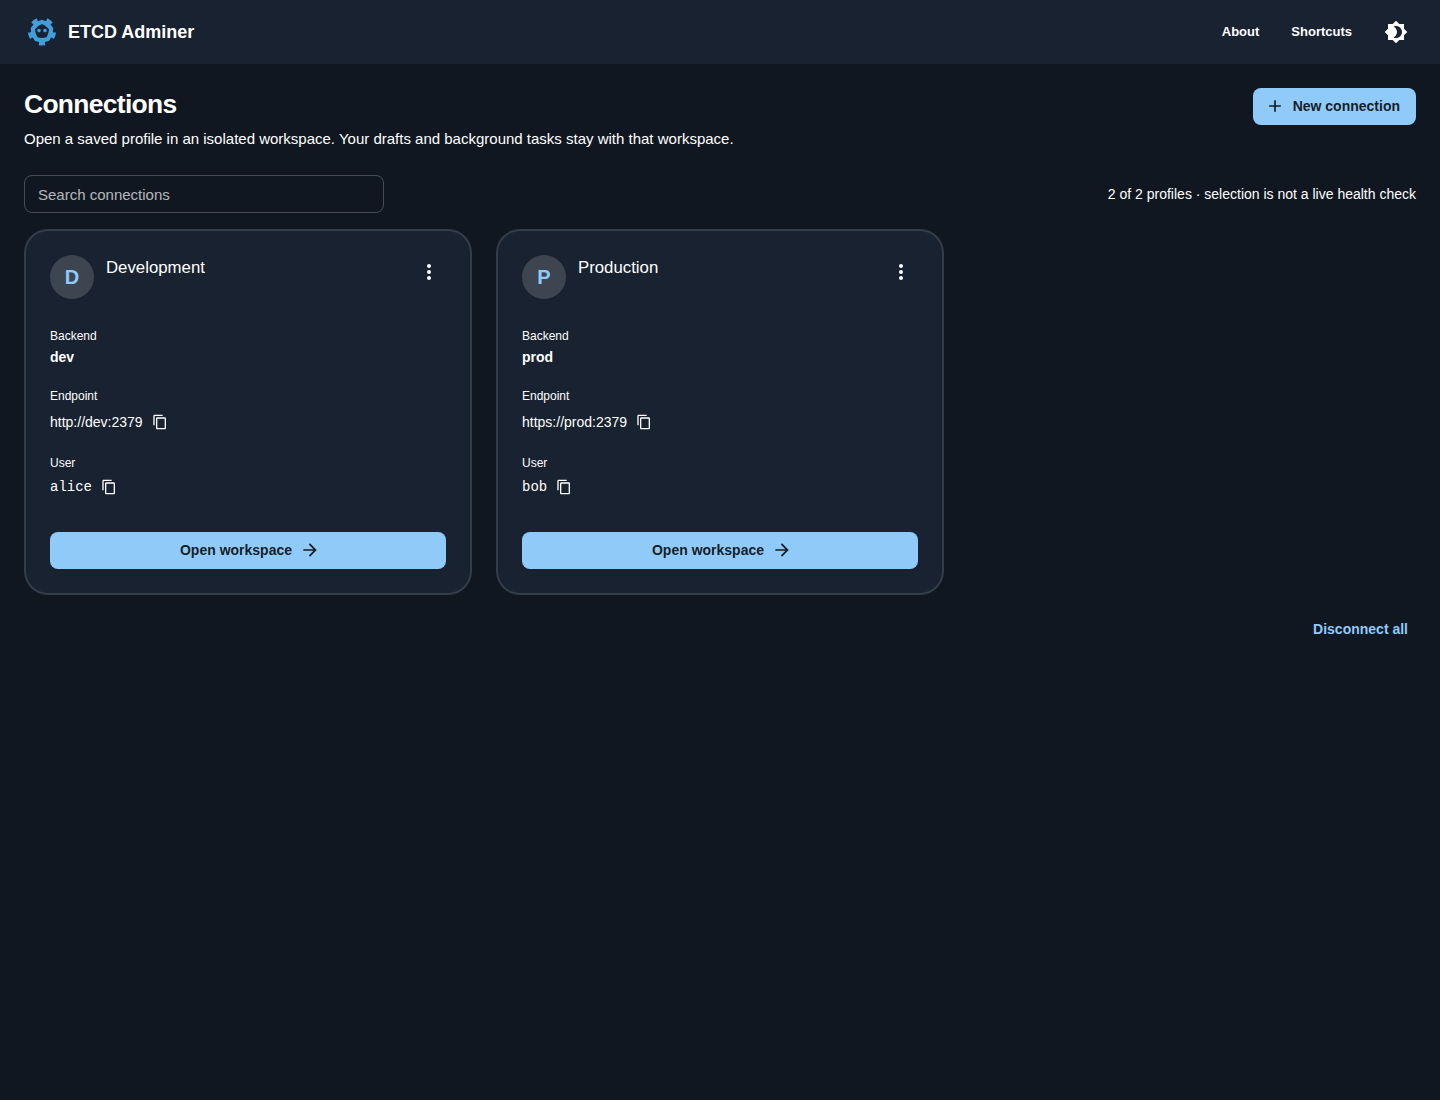 ETCD Adminer
About
Shortcuts
Connections
New connection
Open a saved profile in an isolated workspace. Your drafts and background tasks stay with that workspace.
Search connections
2 of 2 profiles · selection is not a live health check
D
Development
Backend
dev
Endpoint
http://dev:2379
User
alice
Open workspace
P
Production
Backend
prod
Endpoint
https://prod:2379
User
bob
Open workspace
Disconnect all